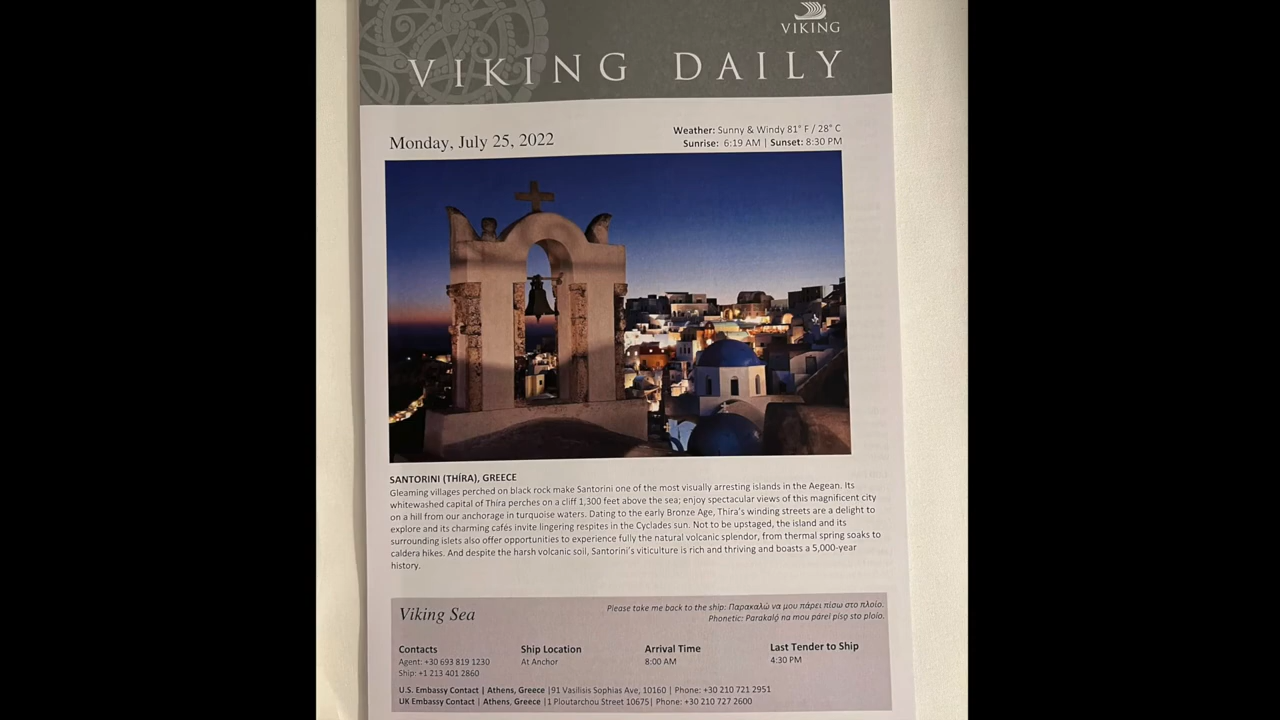 VIKING
VIKING DAILY
Monday, July 25, 2022
Weather: Sunny & Windy 81° F / 28° C
Sunrise: 6:19 AM | Sunset: 8:30 PM
SANTORINI (THÍRA), GREECE
Gleaming villages perched on black rock make Santorini one of the most visually arresting islands in the Aegean. Its
whitewashed capital of Thíra perches on a cliff 1,300 feet above the sea; enjoy spectacular views of this magnificent city
on a hill from our anchorage in turquoise waters. Dating to the early Bronze Age, Thira's winding streets are a delight to
explore and its charming cafés invite lingering respites in the Cyclades sun. Not to be upstaged, the island and its
surrounding islets also offer opportunities to experience fully the natural volcanic splendor, from thermal spring soaks to
caldera hikes. And despite the harsh volcanic soil, Santorini's viticulture is rich and thriving and boasts a 5,000-year
history.
Viking Sea
Please take me back to the ship: Παρακαλώ να μου πάρει πίσω στο πλοίο.
Phonetic: Parakaló na mou párei píso sto ploío.
Contacts
Agent: +30 693 819 1230
Ship: +1 213 401 2860
Ship Location
At Anchor
Arrival Time
8:00 AM
Last Tender to Ship
4:30 PM
U.S. Embassy Contact | Athens, Greece |91 Vasilisis Sophias Ave, 10160 | Phone: +30 210 721 2951
UK Embassy Contact | Athens, Greece |1 Ploutarchou Street 10675| Phone: +30 210 727 2600